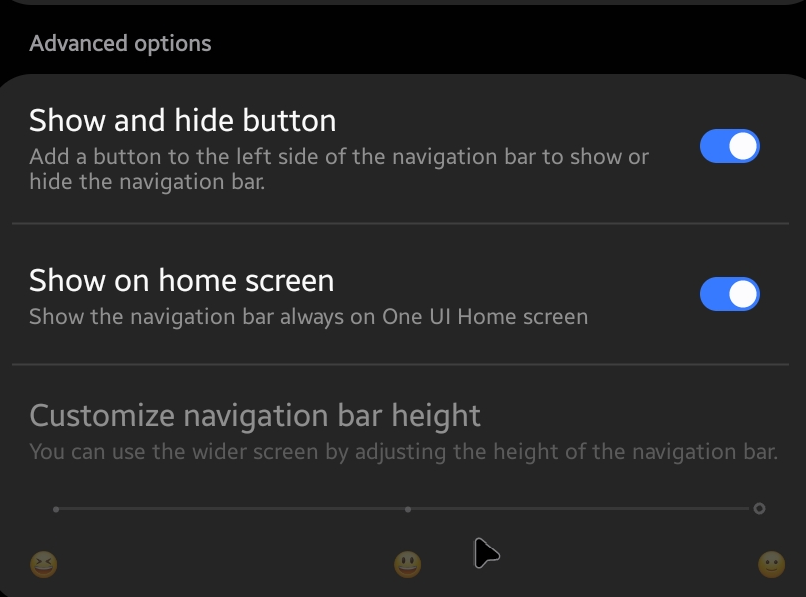 Advanced options
Show and hide button
Add a button to the left side of the navigation bar to show or
hide the navigation bar.
Show on home screen
Show the navigation bar always on One UI Home screen
Customize navigation bar height
You can use the wider screen by adjusting the height of the navigation bar.